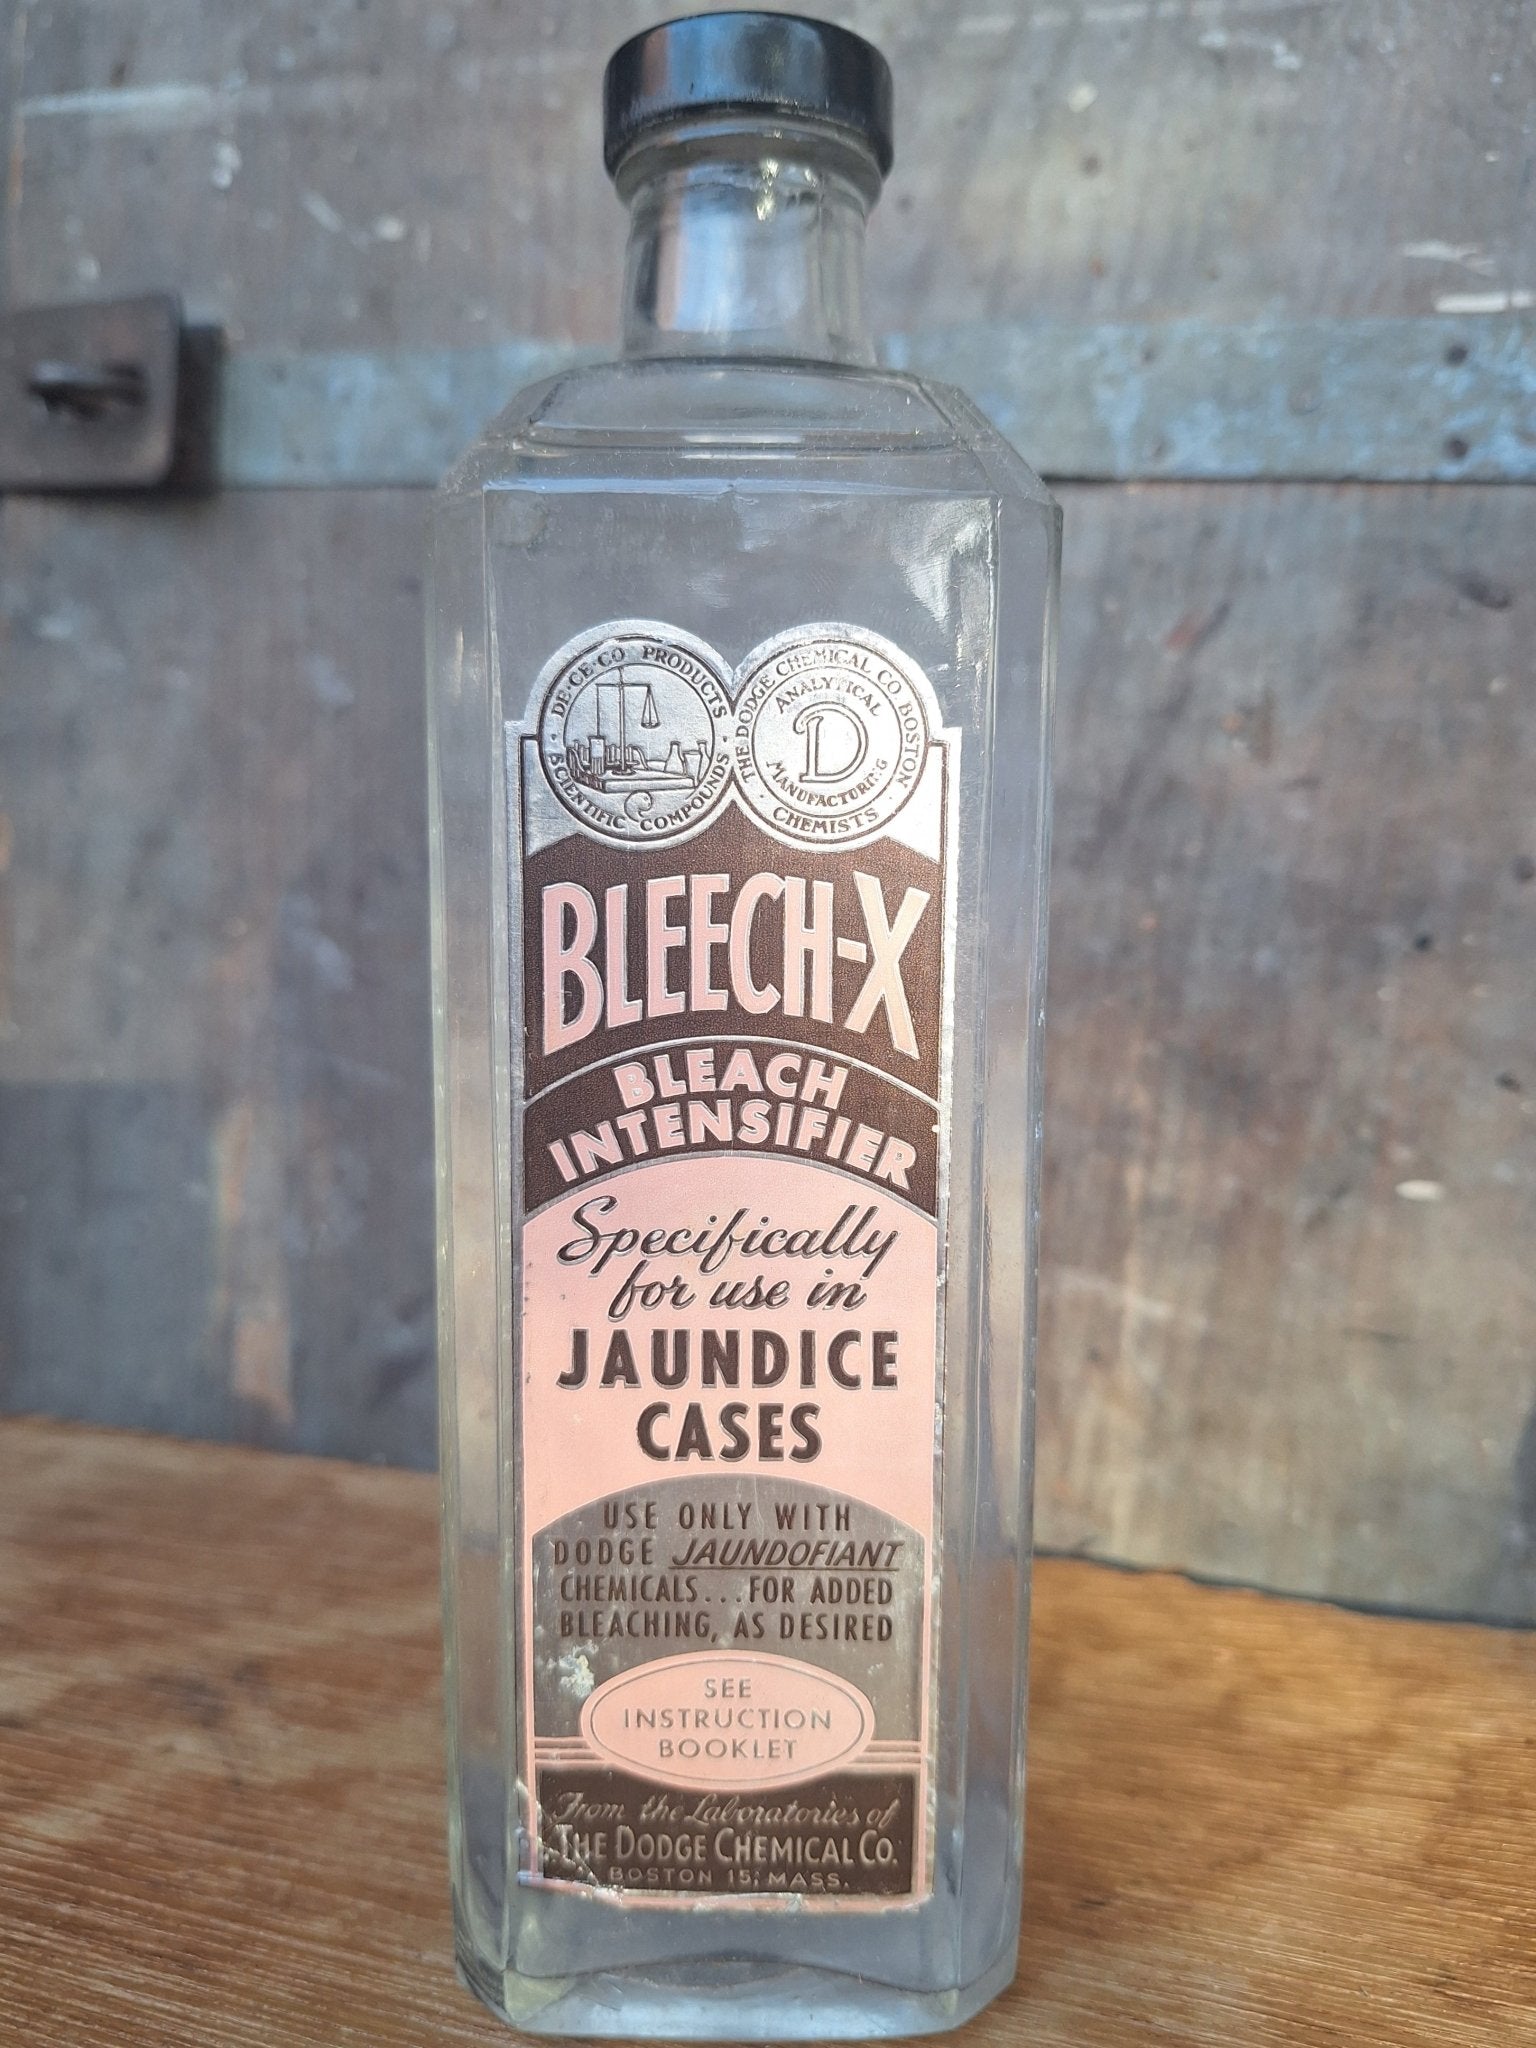 DE·CE·CO PRODUCTS
· SCIENTIFIC COMPOUNDS ·
THE DODGE CHEMICAL CO. BOSTON
· CHEMISTS ·
ANALYTICAL
D
MANUFACTURING
BLEECH-X
BLEACH
INTENSIFIER
Specifically
for use in
JAUNDICE
CASES
USE ONLY WITH
DODGE JAUNDOFIANT
CHEMICALS...FOR ADDED
BLEACHING, AS DESIRED
SEE
INSTRUCTION
BOOKLET
From the Laboratories of
THE DODGE CHEMICAL CO.
BOSTON 15, MASS.